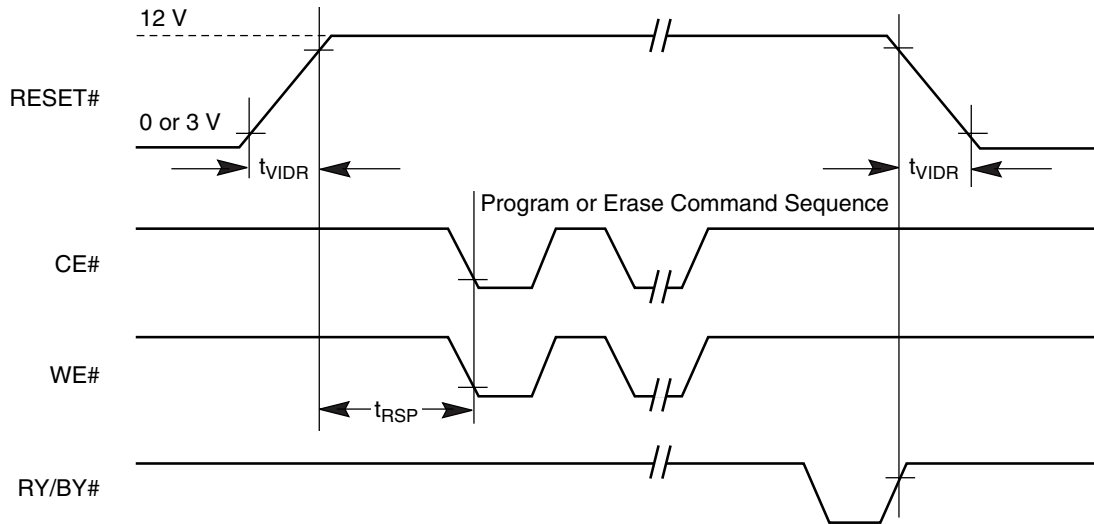 12 V
RESET#
0 or 3 V
tVIDR
tVIDR
Program or Erase Command Sequence
CE#
WE#
tRSP
RY/BY#